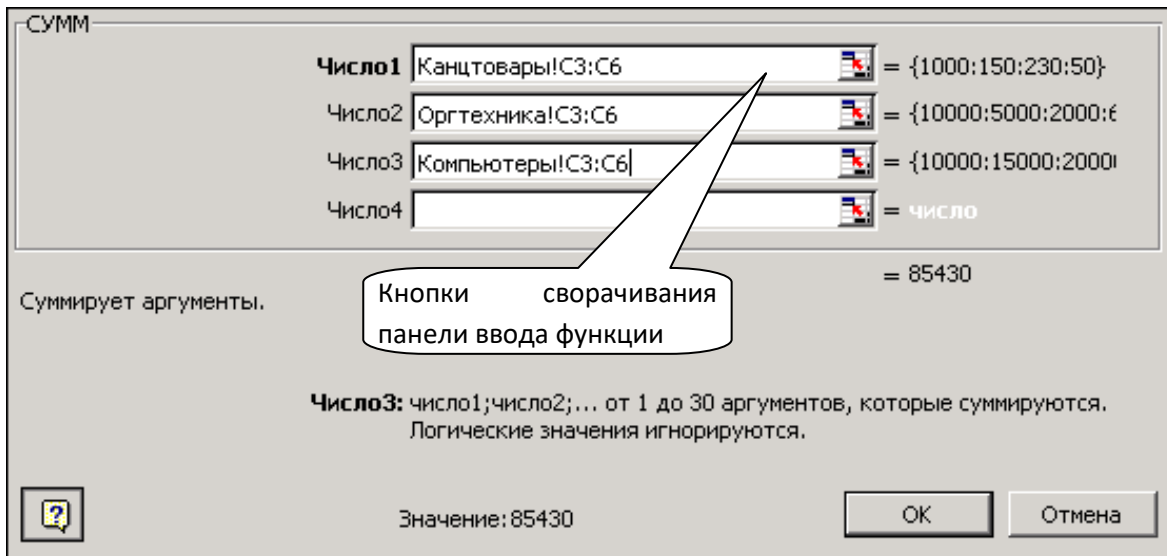 СУММ
Число1 Канцтовары!C3:C6 = {1000:150:230:50}
Число2 Оргтехника!C3:C6 = {10000:5000:2000:6
Число3 Компьютеры!C3:C6 = {10000:15000:2000
Число4 = число
= 85430
Суммирует аргументы.
Кнопки сворачивания
панели ввода функции
Число3: число1;число2;... от 1 до 30 аргументов, которые суммируются.
Логические значения игнорируются.
Значение:85430
ОК
Отмена